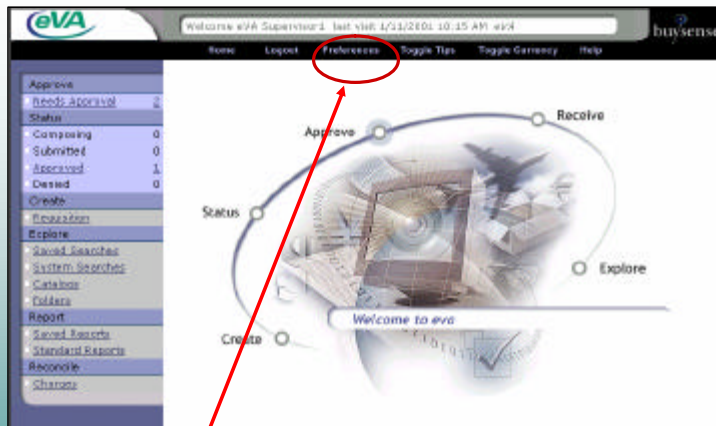 eVA
Welcome eVA Supervisor1 last visit 1/11/2001 10:15 AM eVA
buysense
Home Logout Preferences Toggle Tips Toggle Currency Help
Approve
Needs Approval 2
Status
Composing 0
Submitted 0
Approved 1
Denied 0
Create
Requisition
Explore
Saved Searches
System Searches
Catalogs
Folders
Report
Saved Reports
Standard Reports
Reconcile
Charges
Receive
Approve
Status
Explore
Welcome to eva
Create